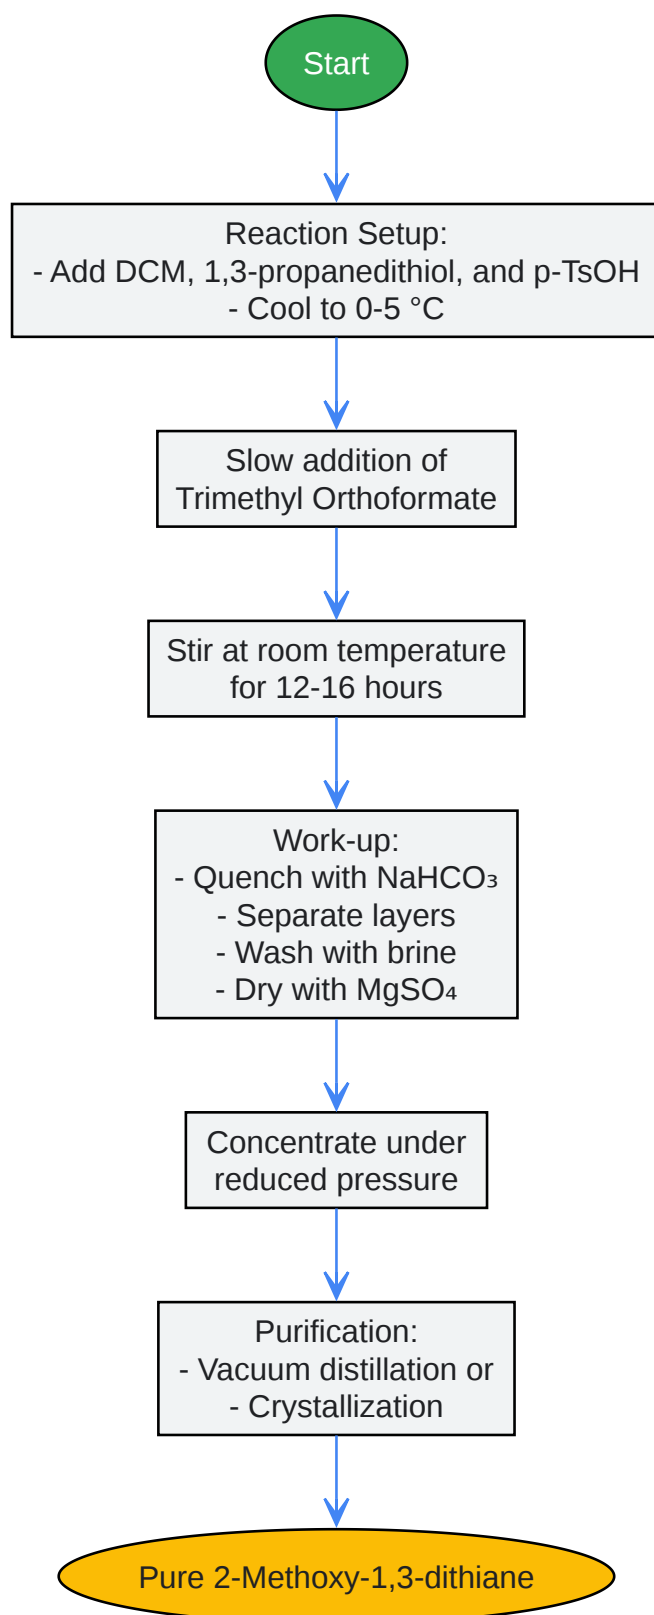 Start
Reaction Setup:
- Add DCM, 1,3-propanedithiol, and p-TsOH
- Cool to 0-5 °C
Slow addition of
Trimethyl Orthoformate
Stir at room temperature
for 12-16 hours
Work-up:
- Quench with NaHCO₃
- Separate layers
- Wash with brine
- Dry with MgSO₄
Concentrate under
reduced pressure
Purification:
- Vacuum distillation or
- Crystallization
Pure 2-Methoxy-1,3-dithiane